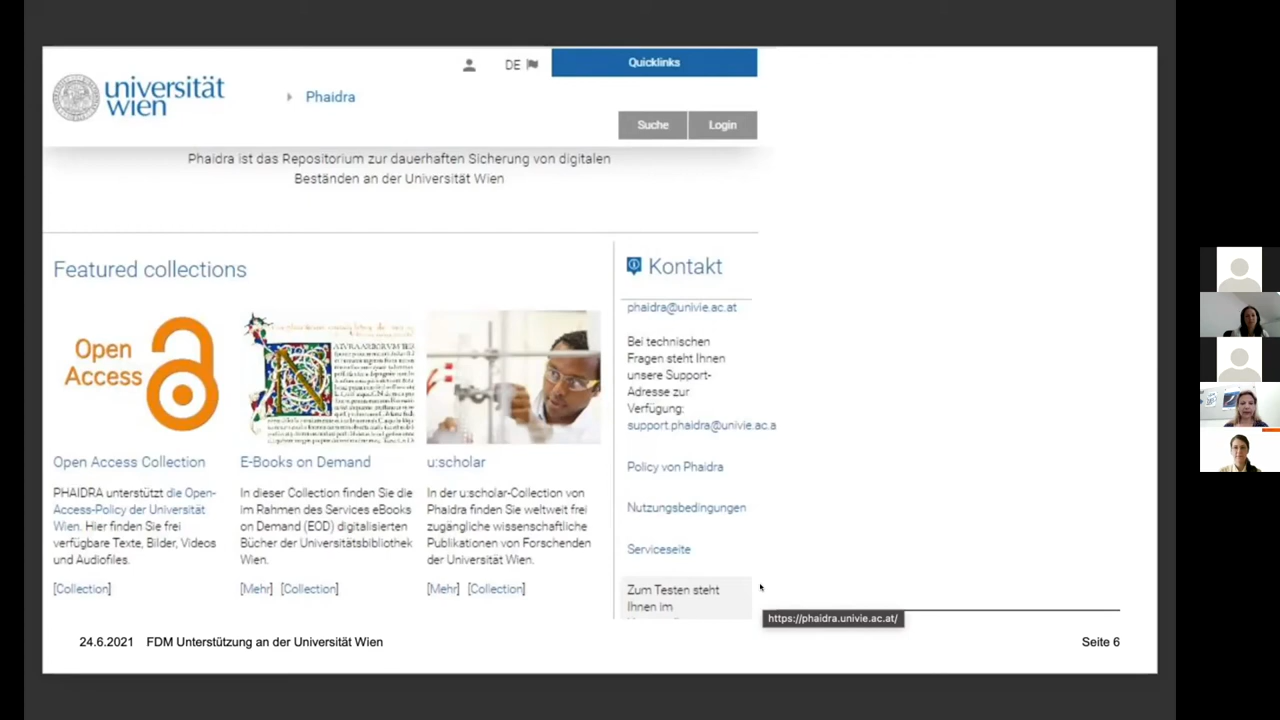 universität
wien
Phaidra
DE
Quicklinks
Suche
Login
Phaidra ist das Repositorium zur dauerhaften Sicherung von digitalen
Beständen an der Universität Wien
Featured collections
Open
Access
Open Access Collection
PHAIDRA unterstützt die Open-
Access-Policy der Universität
Wien. Hier finden Sie frei
verfügbare Texte, Bilder, Videos
und Audiofiles.
[Collection]
E-Books on Demand
In dieser Collection finden Sie die
im Rahmen des Services eBooks
on Demand (EOD) digitalisierten
Bücher der Universitätsbibliothek
Wien.
[Mehr] [Collection]
u:scholar
In der u:scholar-Collection von
Phaidra finden Sie weltweit frei
zugängliche wissenschaftliche
Publikationen von Forschenden
der Universität Wien.
[Mehr] [Collection]
Kontakt
phaidra@univie.ac.at
Bei technischen
Fragen steht Ihnen
unsere Support-
Adresse zur
Verfügung:
support.phaidra@univie.ac.a
Policy von Phaidra
Nutzungsbedingungen
Serviceseite
Zum Testen steht
Ihnen im
https://phaidra.univie.ac.at/
24.6.2021 FDM Unterstützung an der Universität Wien
Seite 6